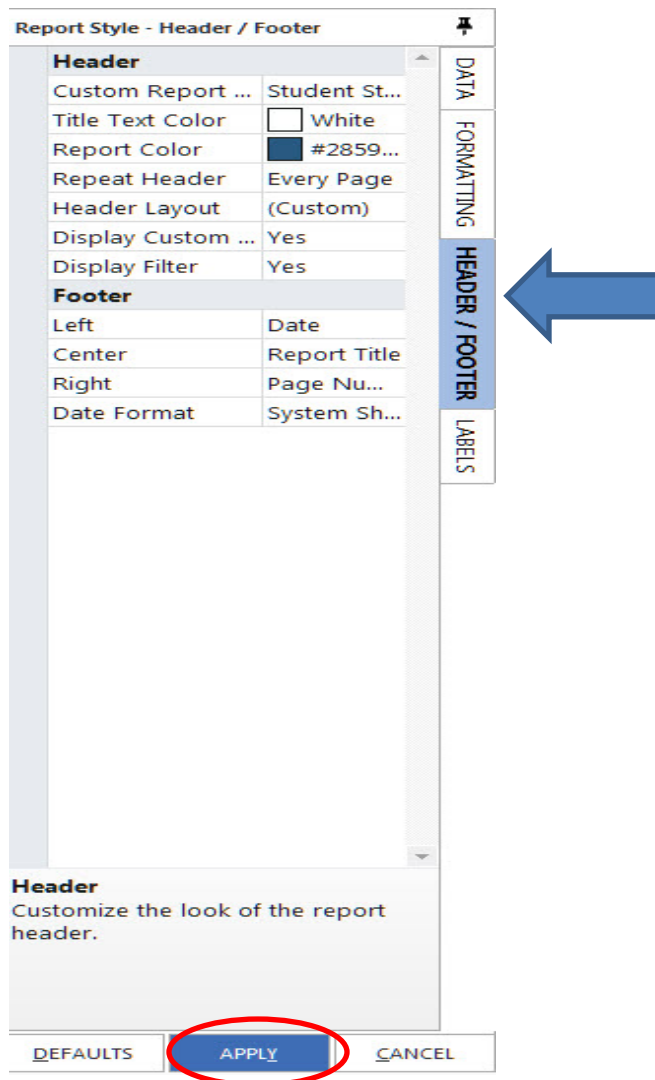 Report Style - Header / Footer
Header
Custom Report ... Student St...
Title Text Color White
Report Color #2859...
Repeat Header Every Page
Header Layout (Custom)
Display Custom ... Yes
Display Filter Yes
Footer
Left Date
Center Report Title
Right Page Nu...
Date Format System Sh...
DATA
FORMATTING
HEADER / FOOTER
LABELS
Header
Customize the look of the report
header.
DEFAULTS APPLY CANCEL